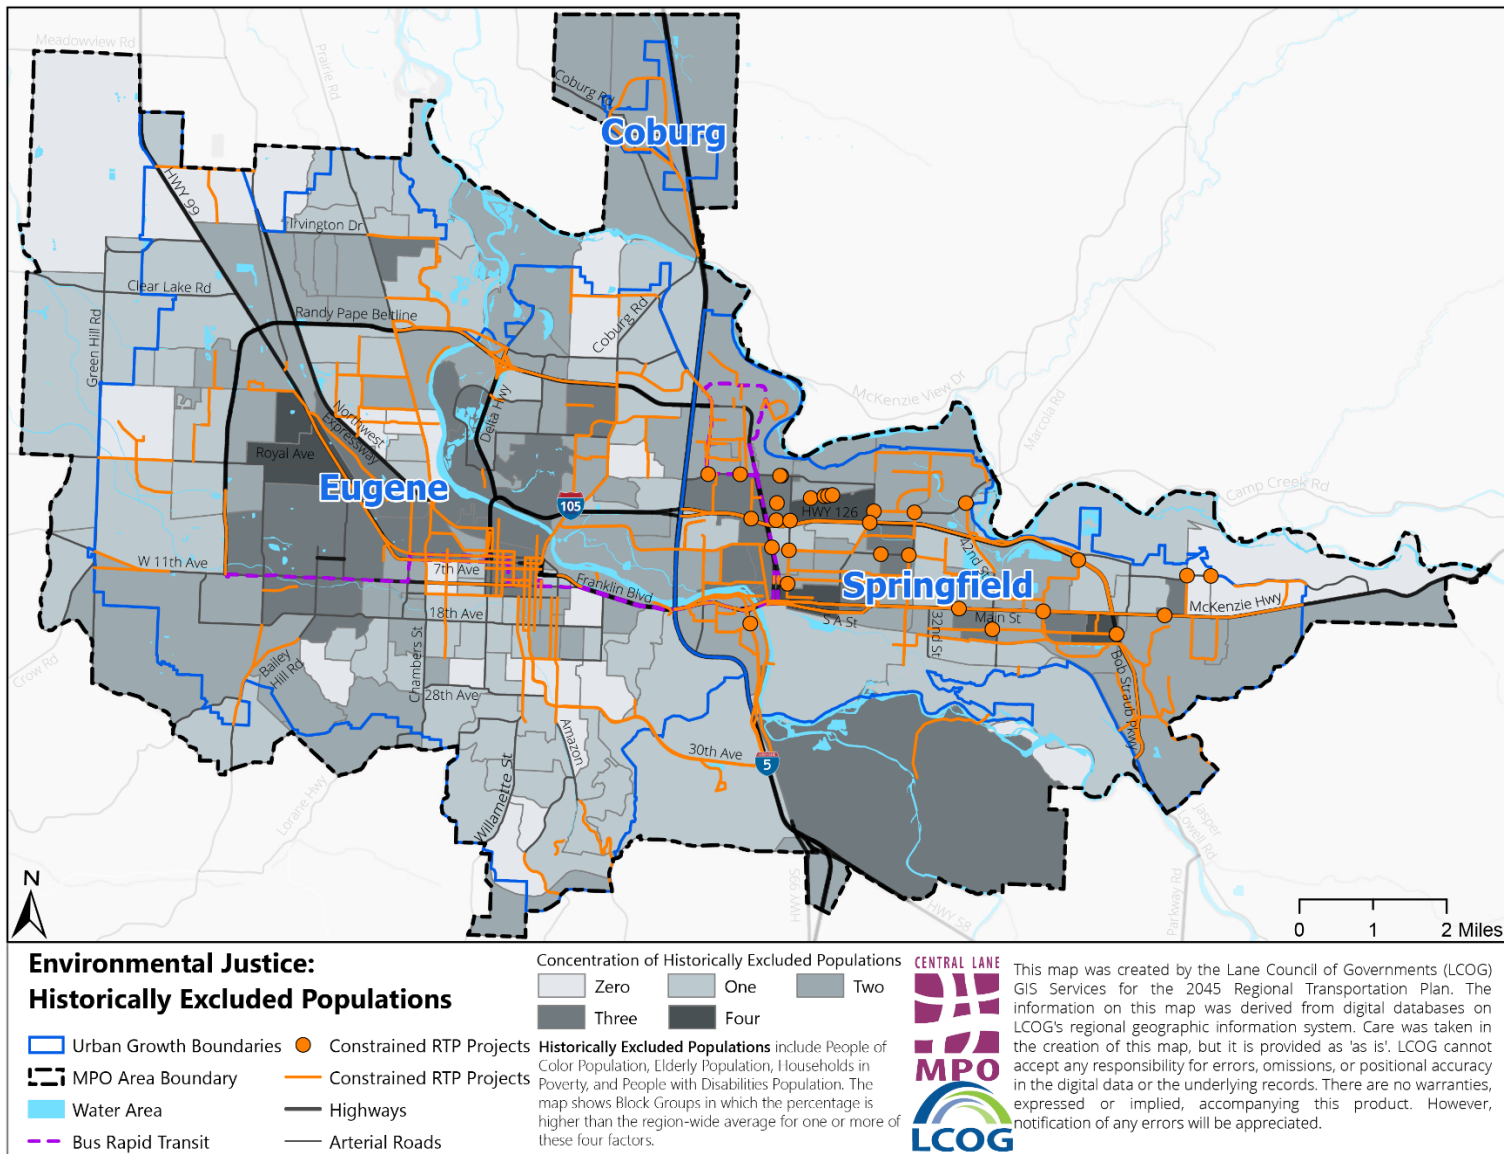 Meadowview Rd
Prairie Rd
Coburg Rd
Coburg
HWY 99
Irvington Dr
Clear Lake Rd
Green Hill Rd
Randy Pape Beltline
Coburg Rd
McKenzie View Dr
Marcola Rd
Delta Hwy
Northwest
Expressway
Royal Ave
Eugene
105
HWY 126
Camp Creek Rd
W 11th Ave
7th Ave
Franklin Blvd
42nd St
Springfield
McKenzie Hwy
18th Ave
S A St
32nd St
Main St
Crow Rd
Bailey
Hill Rd
Chambers St
28th Ave
Amazon
30th Ave
5
Bob Straub Pkwy
Willamette St
Lorane Hwy
Jasper
Lowell Rd
Parkway Rd
HWY 99S
HWY 58
N
0 1 2 Miles
Environmental Justice:
Historically Excluded Populations
Urban Growth Boundaries
Constrained RTP Projects
MPO Area Boundary
Constrained RTP Projects
Water Area
Highways
Bus Rapid Transit
Arterial Roads
Concentration of Historically Excluded Populations
Zero
One
Two
Three
Four
Historically Excluded Populations include People of
Color Population, Elderly Population, Households in
Poverty, and People with Disabilities Population. The
map shows Block Groups in which the percentage is
higher than the region-wide average for one or more of
these four factors.
CENTRAL LANE
MPO
LCOG
This map was created by the Lane Council of Governments (LCOG)
GIS Services for the 2045 Regional Transportation Plan. The
information on this map was derived from digital databases on
LCOG's regional geographic information system. Care was taken in
the creation of this map, but it is provided as 'as is'. LCOG cannot
accept any responsibility for errors, omissions, or positional accuracy
in the digital data or the underlying records. There are no warranties,
expressed or implied, accompanying this product. However,
notification of any errors will be appreciated.